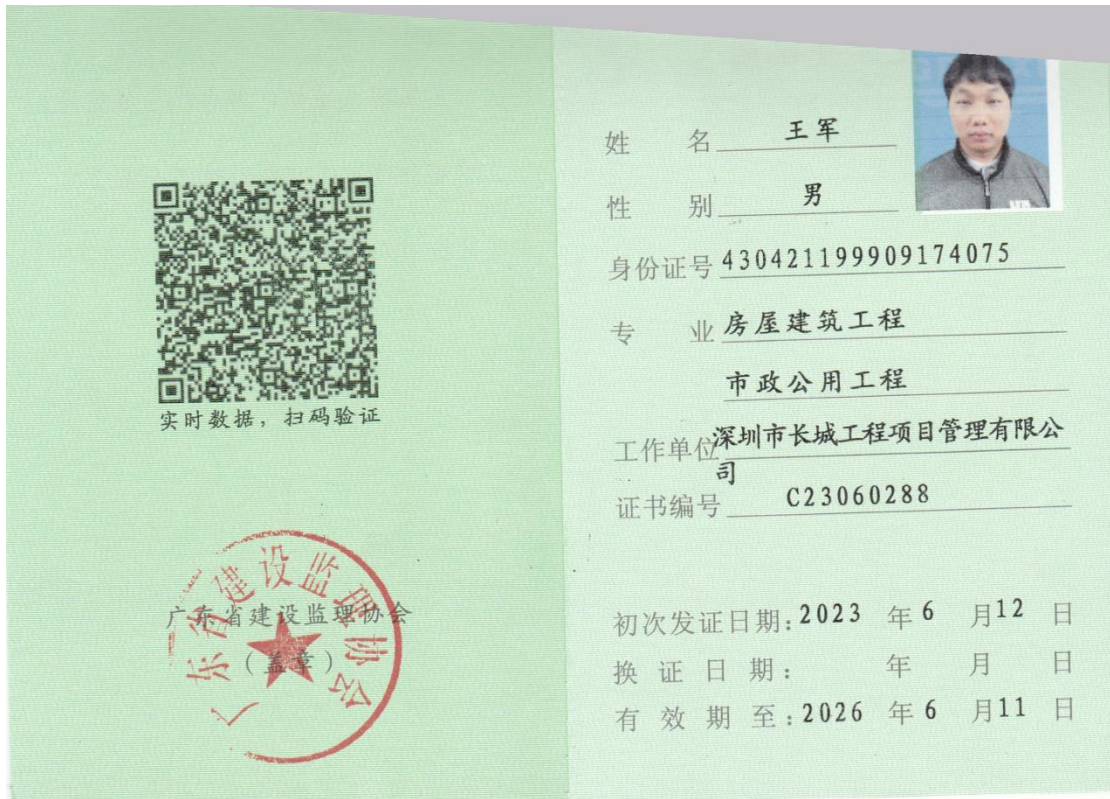 实时数据，扫码验证
广东省建设监理协会
（盖章）
广东省建设监理协会
姓 名 王军
性 别 男
身份证号 430421199909174075
专 业 房屋建筑工程
市政公用工程
工作单位 深圳市长城工程项目管理有限公
司
证书编号 C23060288
初次发证日期：2023 年 6 月 12 日
换证日期： 年 月 日
有效期至：2026 年 6 月 11 日